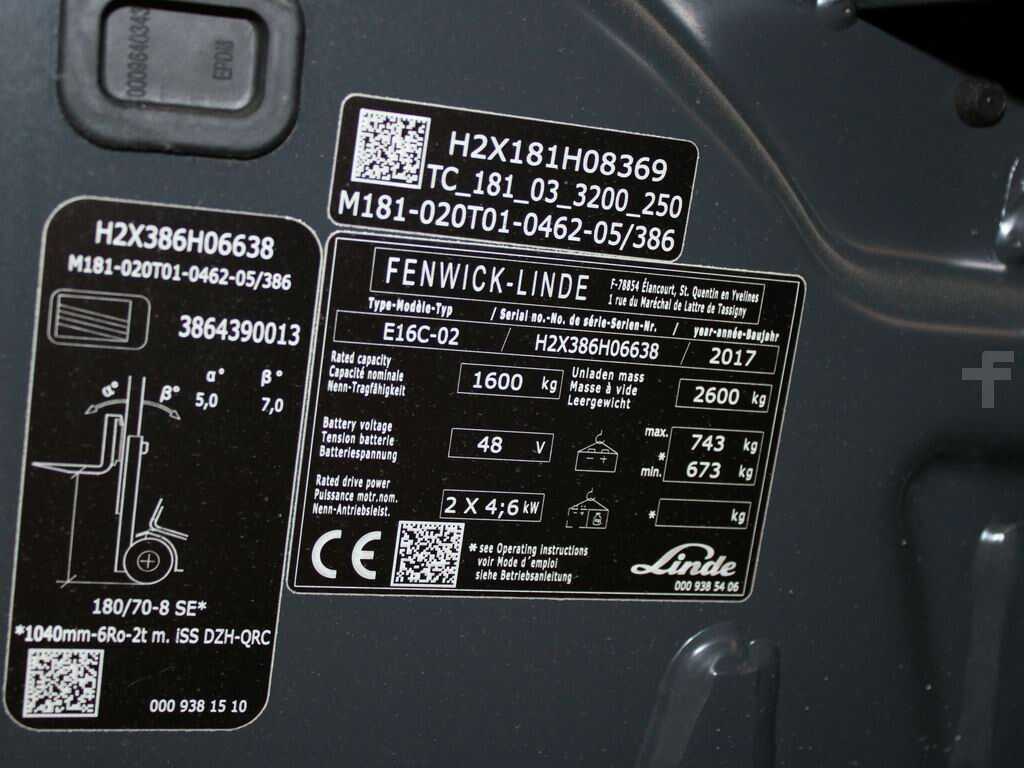 000964034
EPDM
H2X181H08369
TC_181_03_3200_250
M181-020T01-0462-05/386
H2X386H06638
M181-020T01-0462-05/386
3864390013
α° β°
α° β° 5,0 7,0
180/70-8 SE*
*1040mm-6Ro-2t m. iSS DZH-QRC
000 938 15 10
FENWICK-LINDE
F-78854 Élancourt, St. Quentin en Yvelines
1 rue du Maréchal de Lattre de Tassigny
Type-Modèle-Typ / Serial no.-No. de série-Serien-Nr. / year-année-Baujahr
E16C-02 / H2X386H06638 / 2017
Rated capacity
Capacité nominale
Nenn-Tragfähigkeit
1600 kg
Unladen mass
Masse à vide
Leergewicht
2600 kg
Battery voltage
Tension batterie
Batteriespannung
48 V
- +
max. 743 kg
*
min. 673 kg
Rated drive power
Puissance motr.nom.
Nenn-Antriebsleist.
2 X 4;6 kW
* kg
CE
*see Operating instructions
voir Mode d´emploi
siehe Betriebsanleitung
Linde
000 938 54 06
f